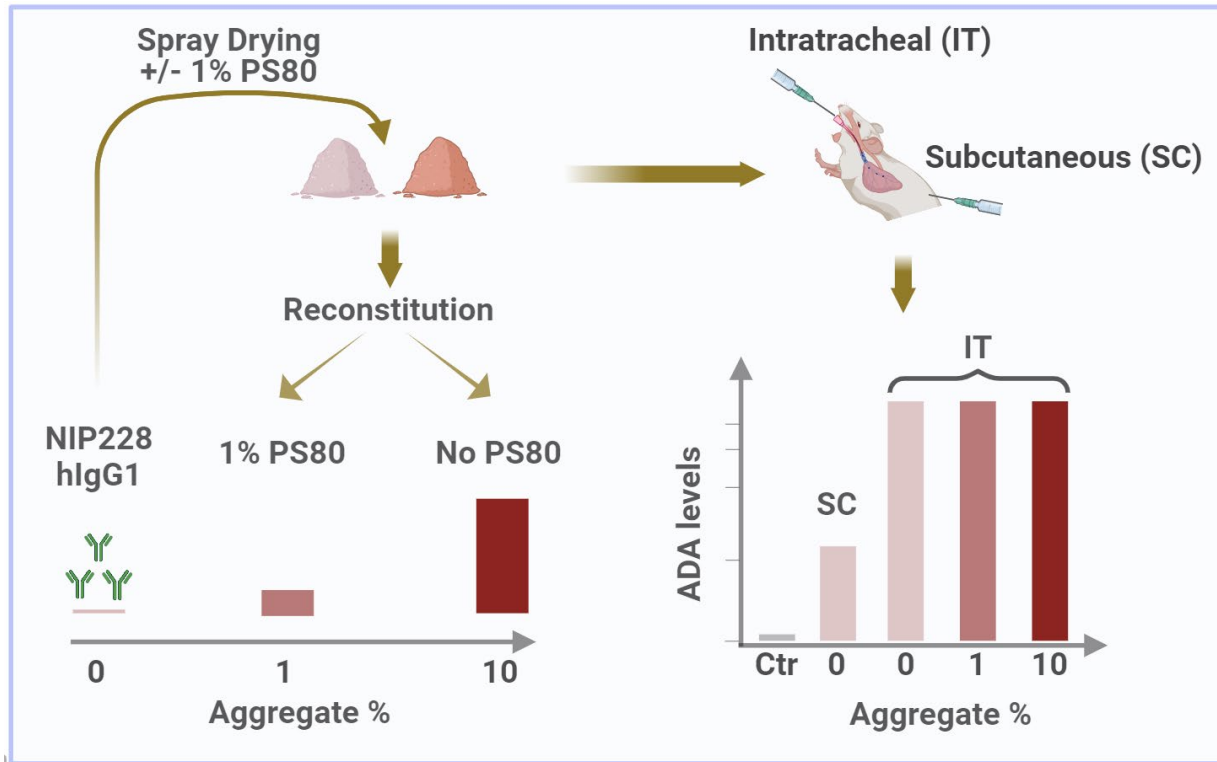 Spray Drying
+/- 1% PS80
Intratracheal (IT)
Subcutaneous (SC)
Reconstitution
NIP228
hIgG1
1% PS80
No PS80
0
1
10
Aggregate %
IT
SC
ADA levels
Ctr
0
0
1
10
Aggregate %